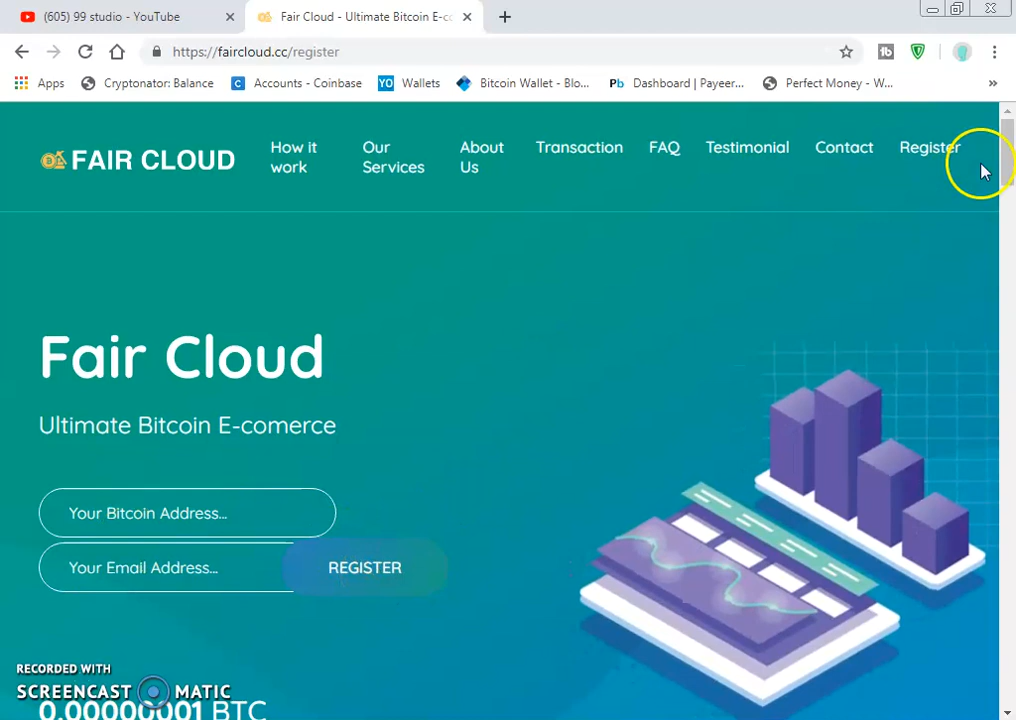 (605) 99 studio - YouTube
Fair Cloud - Ultimate Bitcoin E-co
https://faircloud.cc/register
Apps
Cryptonator: Balance
Accounts - Coinbase
YO Wallets
Bitcoin Wallet - Blo...
Pb Dashboard | Payeer...
Perfect Money - W...
»
FAIR CLOUD
How it work
Our Services
About Us
Transaction
FAQ
Testimonial
Contact
Register
Fair Cloud
Ultimate Bitcoin E-comerce
Your Bitcoin Address...
Your Email Address...
REGISTER
RECORDED WITH
SCREENCAST MATIC
0.00000001 BTC